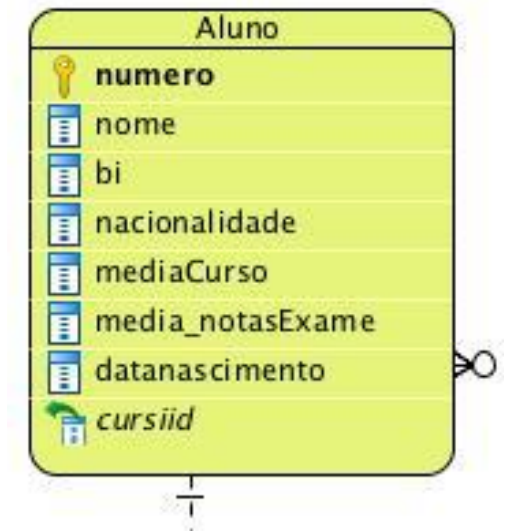 Aluno
numero
nome
bi
nacionalidade
mediaCurso
media_notasExame
datanascimento
cursiid